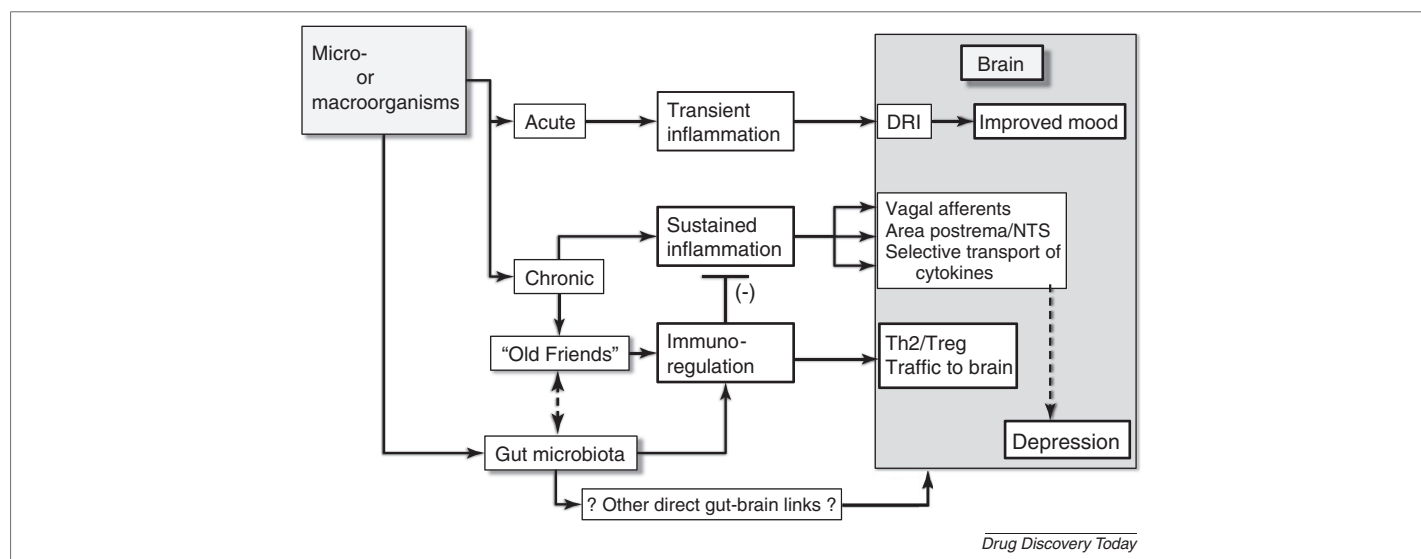 Micro-
or
macroorganisms
Brain
Acute
Transient
inflammation
DRI
Improved mood
Sustained
inflammation
Vagal afferents
Area postrema/NTS
Selective transport of
cytokines
Chronic
(-)
“Old Friends”
Immuno-
regulation
Th2/Treg
Traffic to brain
Depression
Gut microbiota
? Other direct gut-brain links ?
Drug Discovery Today